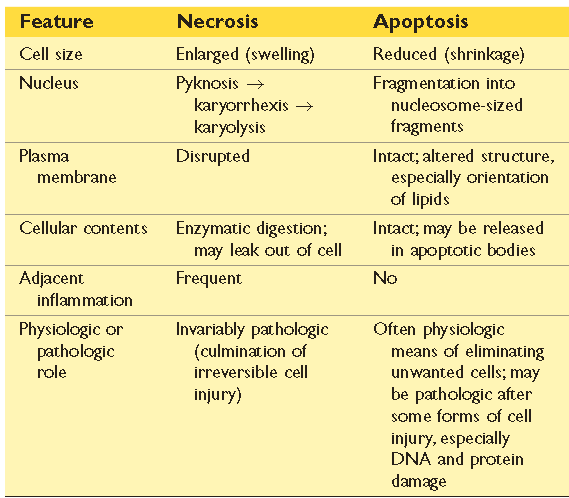 Feature Necrosis Apoptosis
Cell size Enlarged (swelling) Reduced (shrinkage)
Nucleus Pyknosis → Fragmentation into
karyorrhexis → nucleosome-sized
karyolysis fragments
Plasma Disrupted Intact; altered structure,
membrane especially orientation
of lipids
Cellular contents Enzymatic digestion; Intact; may be released
may leak out of cell in apoptotic bodies
Adjacent Frequent No
inflammation
Physiologic or Invariably pathologic Often physiologic
pathologic (culmination of means of eliminating
role irreversible cell unwanted cells; may
injury) be pathologic after
some forms of cell
injury, especially
DNA and protein
damage